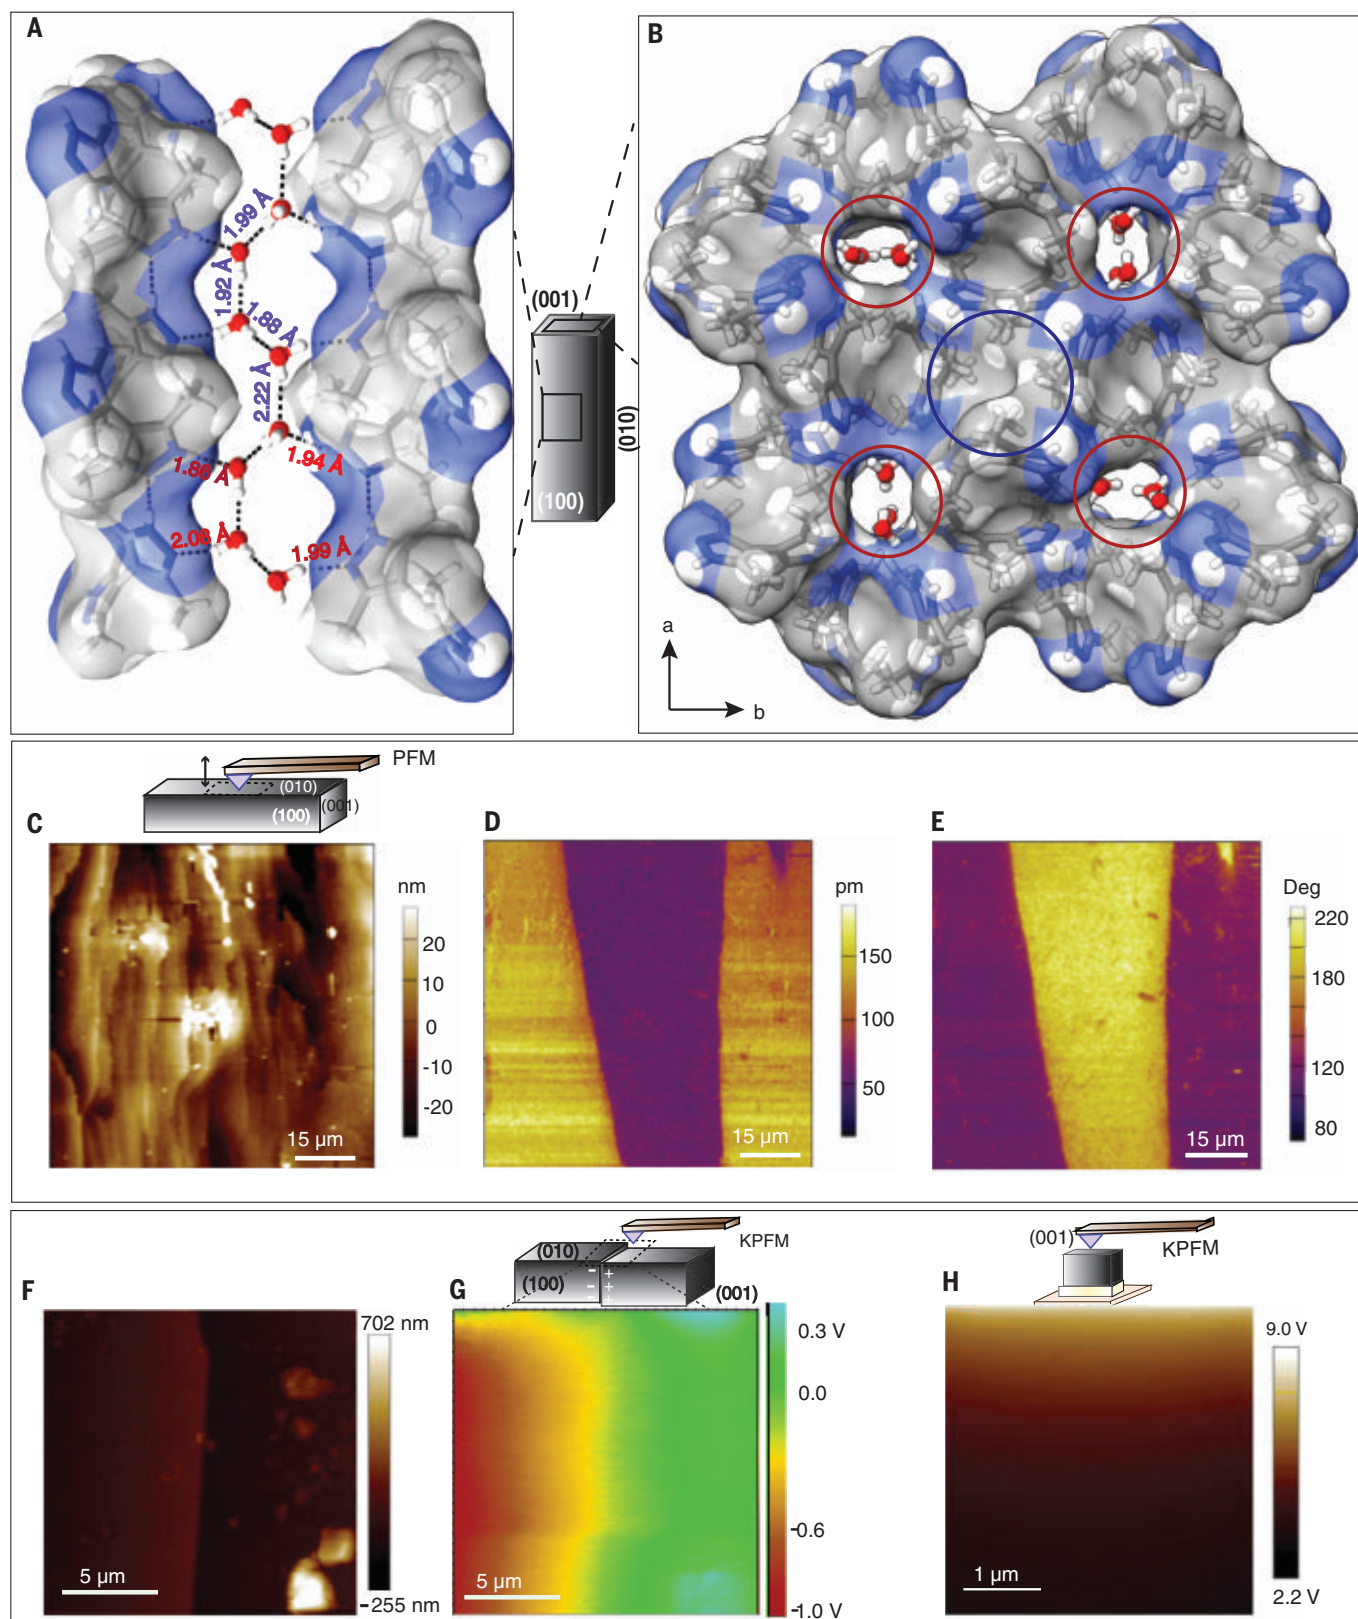 A
1.99 Å
1.92 Å
1.88 Å
2.22 Å
1.86 Å
1.94 Å
2.08 Å
1.99 Å
(001)
(010)
(100)
B
a
b
PFM
(010)
(100)
(001)
C
nm
20
10
0
-10
-20
15 µm
D
pm
150
100
50
15 µm
E
Deg
220
180
120
80
15 µm
F
702 nm
-255 nm
5 µm
KPFM
(010)
(100)
(001)
- +
- +
- +
G
0.3 V
0.0
-0.6
-1.0 V
5 µm
(001)
KPFM
H
9.0 V
2.2 V
1 µm